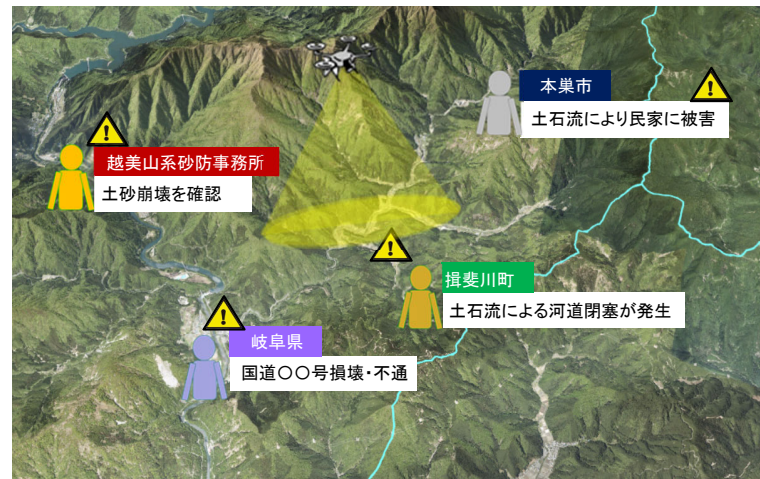 本巣市
土石流により民家に被害
越美山系砂防事務所
土砂崩壊を確認
揖斐川町
土石流による河道閉塞が発生
岐阜県
国道〇〇号損壊・不通